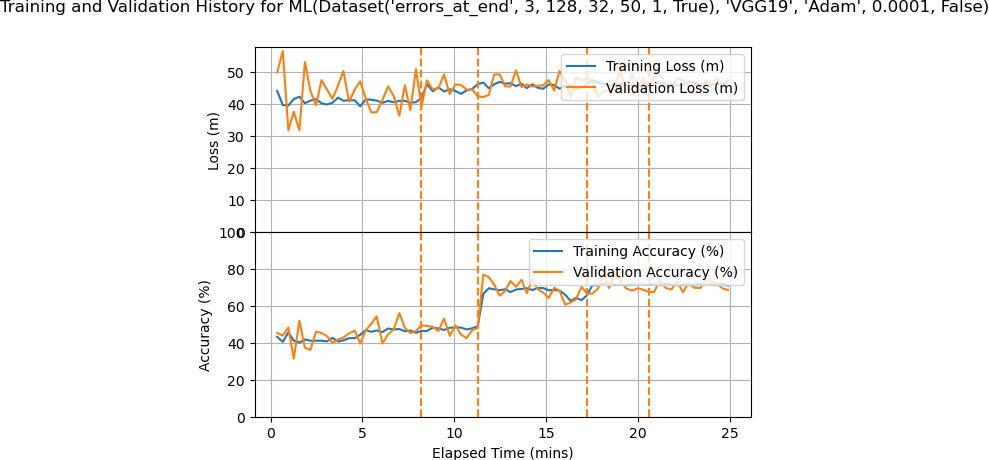 Training and Validation History for ML(Dataset('errors_at_end', 3, 128, 32, 50, 1, True), 'VGG19', 'Adam', 0.0001, False)
50
40
30
20
10
0
Loss (m)
Training Loss (m)
Validation Loss (m)
100
80
60
40
20
0
Accuracy (%)
Training Accuracy (%)
Validation Accuracy (%)
0 5 10 15 20 25
Elapsed Time (mins)